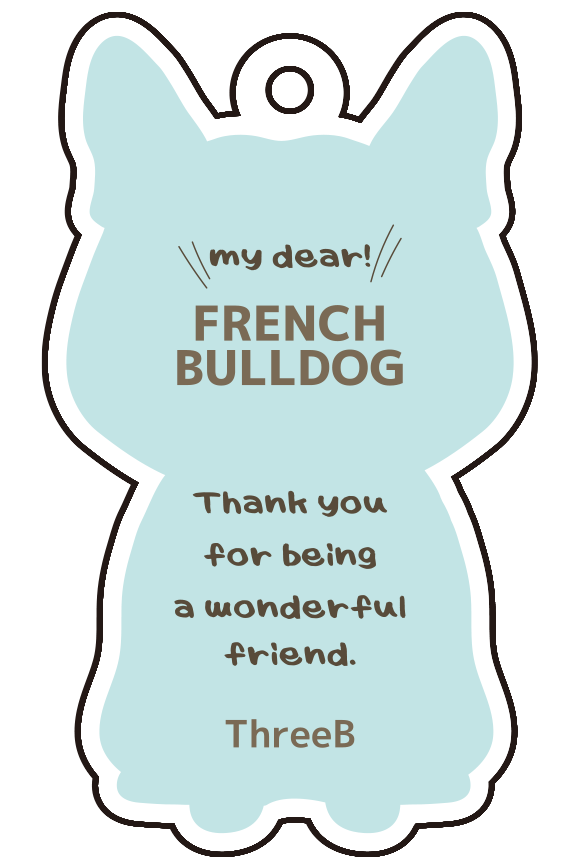 my dear!
FRENCH
BULLDOG
Thank you
for being
a wonderful
friend.
ThreeB